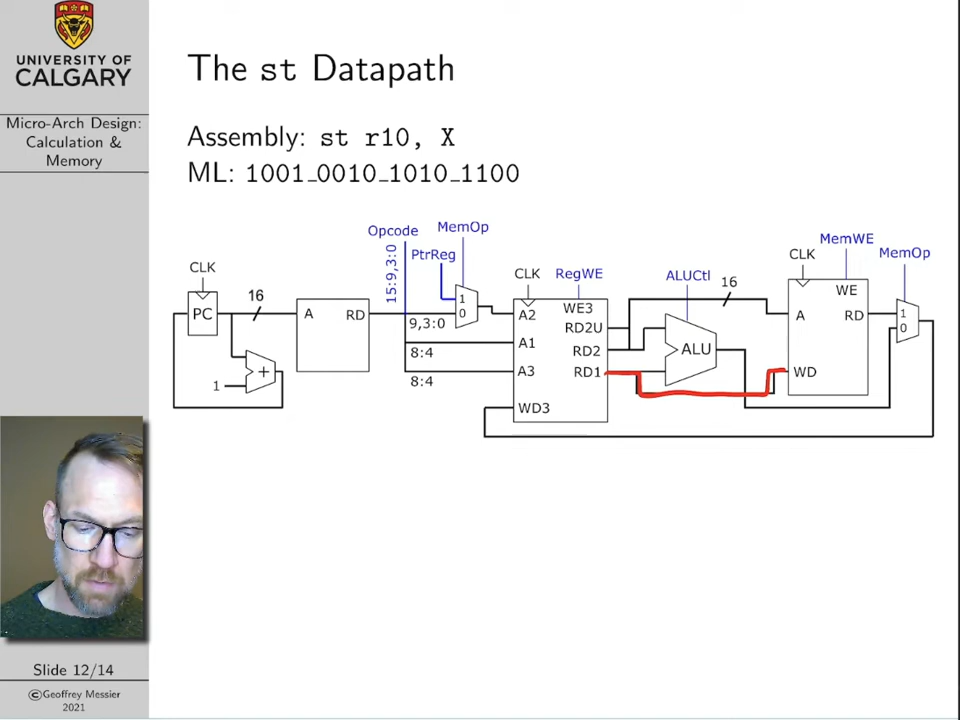 UNIVERSITY OF
CALGARY
Micro-Arch Design:
Calculation &
Memory
The st Datapath
Assembly: st r10, X
ML: 1001_0010_1010_1100
Opcode
MemOp
PtrReg
15:9,3:0
CLK
16
PC
A
RD
+
1
1
0
9,3:0
8:4
8:4
CLK
RegWE
A2
WE3
RD2U
A1
RD2
A3
RD1
WD3
ALUCtl
16
ALU
MemWE
CLK
MemOp
WE
A
RD
WD
1
0
Slide 12/14
©Geoffrey Messier
2021